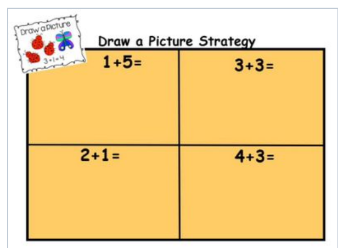 Draw a Picture
3+1=4
Draw a Picture Strategy
1+5=
3+3=
2+1=
4+3=